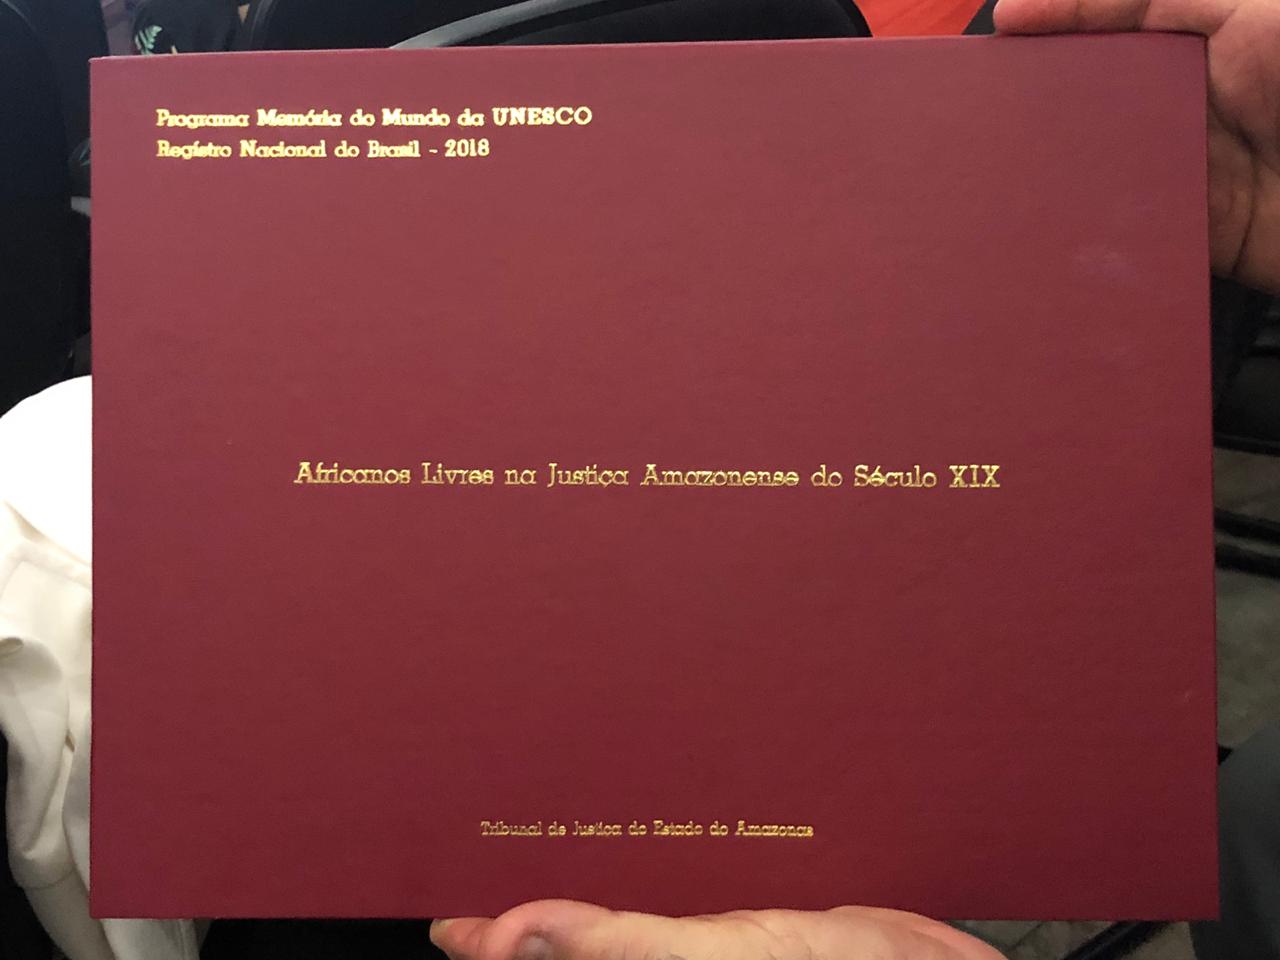 Programa Memória do Mundo da UNESCO
Registro Nacional do Brasil - 2018
Africanos Livres na Justiça Amazonense do Século XIX
Tribunal de Justiça do Estado do Amazonas